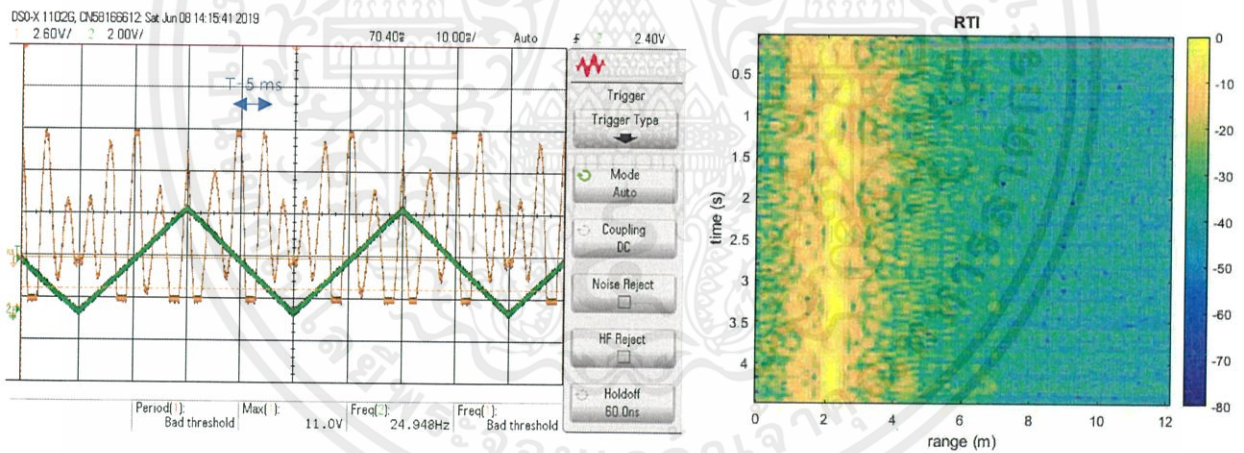 DSO-X 1102G, CN58166612: Sat Jun 08 14:15:41 2019
1 2.60V/ 2 2.00V/ 70.40s 10.00s/ Auto 2 2.40V
T- 5 ms
Trigger
Trigger Type
Mode
Auto
Coupling
DC
Noise Reject
HF Reject
Holdoff
60.0ns
Period(1):
Bad threshold
Max(1):
11.0V
Freq(2):
24.948Hz
Freq(1):
Bad threshold
RTI
time (s)
0.5
1
1.5
2
2.5
3
3.5
4
0 2 4 6 8 10 12
range (m)
0
-10
-20
-30
-40
-50
-60
-70
-80